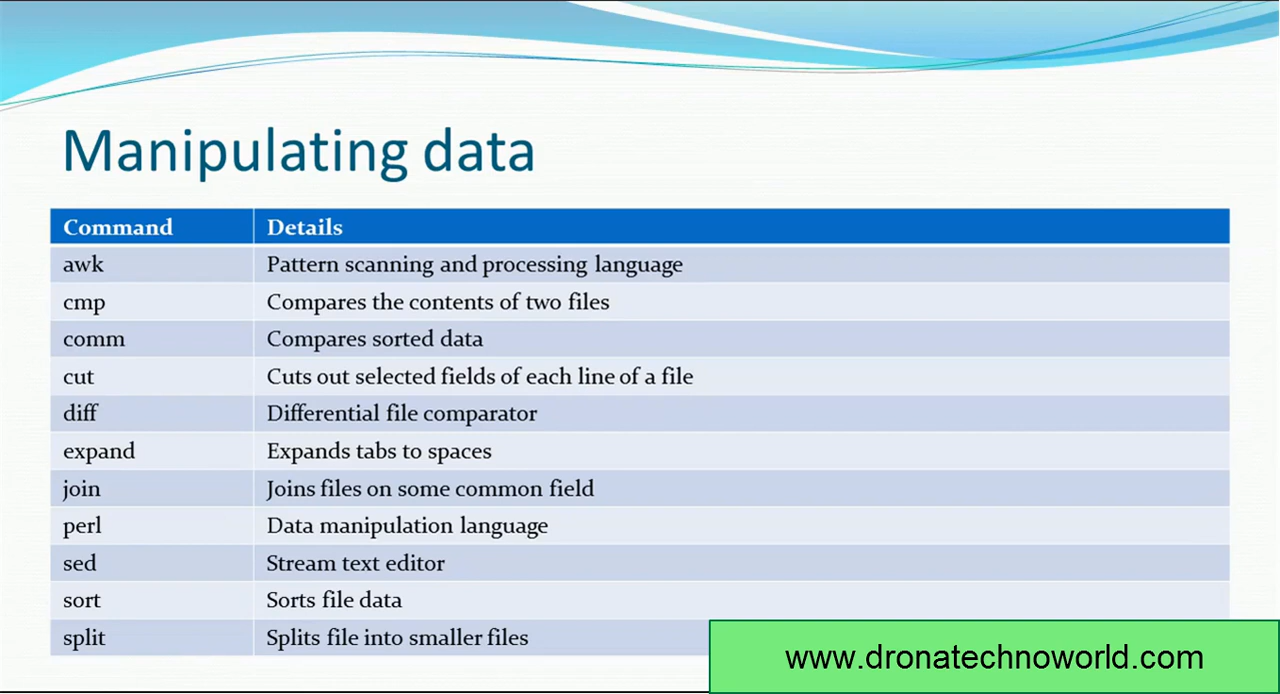 Manipulating data
Command Details
awk Pattern scanning and processing language
cmp Compares the contents of two files
comm Compares sorted data
cut Cuts out selected fields of each line of a file
diff Differential file comparator
expand Expands tabs to spaces
join Joins files on some common field
perl Data manipulation language
sed Stream text editor
sort Sorts file data
split Splits file into smaller files
www.dronatechnoworld.com